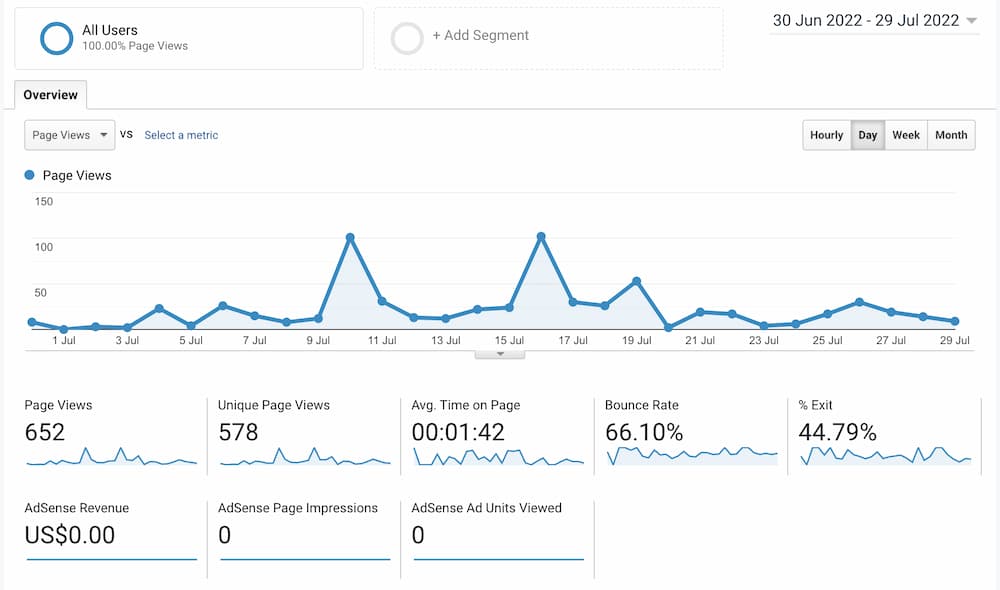 All Users
100.00% Page Views
+ Add Segment
30 Jun 2022 - 29 Jul 2022
Overview
Page Views VS Select a metric
Hourly Day Week Month
Page Views
150
100
50
1 Jul 3 Jul 5 Jul 7 Jul 9 Jul 11 Jul 13 Jul 15 Jul 17 Jul 19 Jul 21 Jul 23 Jul 25 Jul 27 Jul 29 Jul
Page Views Unique Page Views Avg. Time on Page Bounce Rate % Exit
652 578 00:01:42 66.10% 44.79%
AdSense Revenue AdSense Page Impressions AdSense Ad Units Viewed
US$0.00 0 0